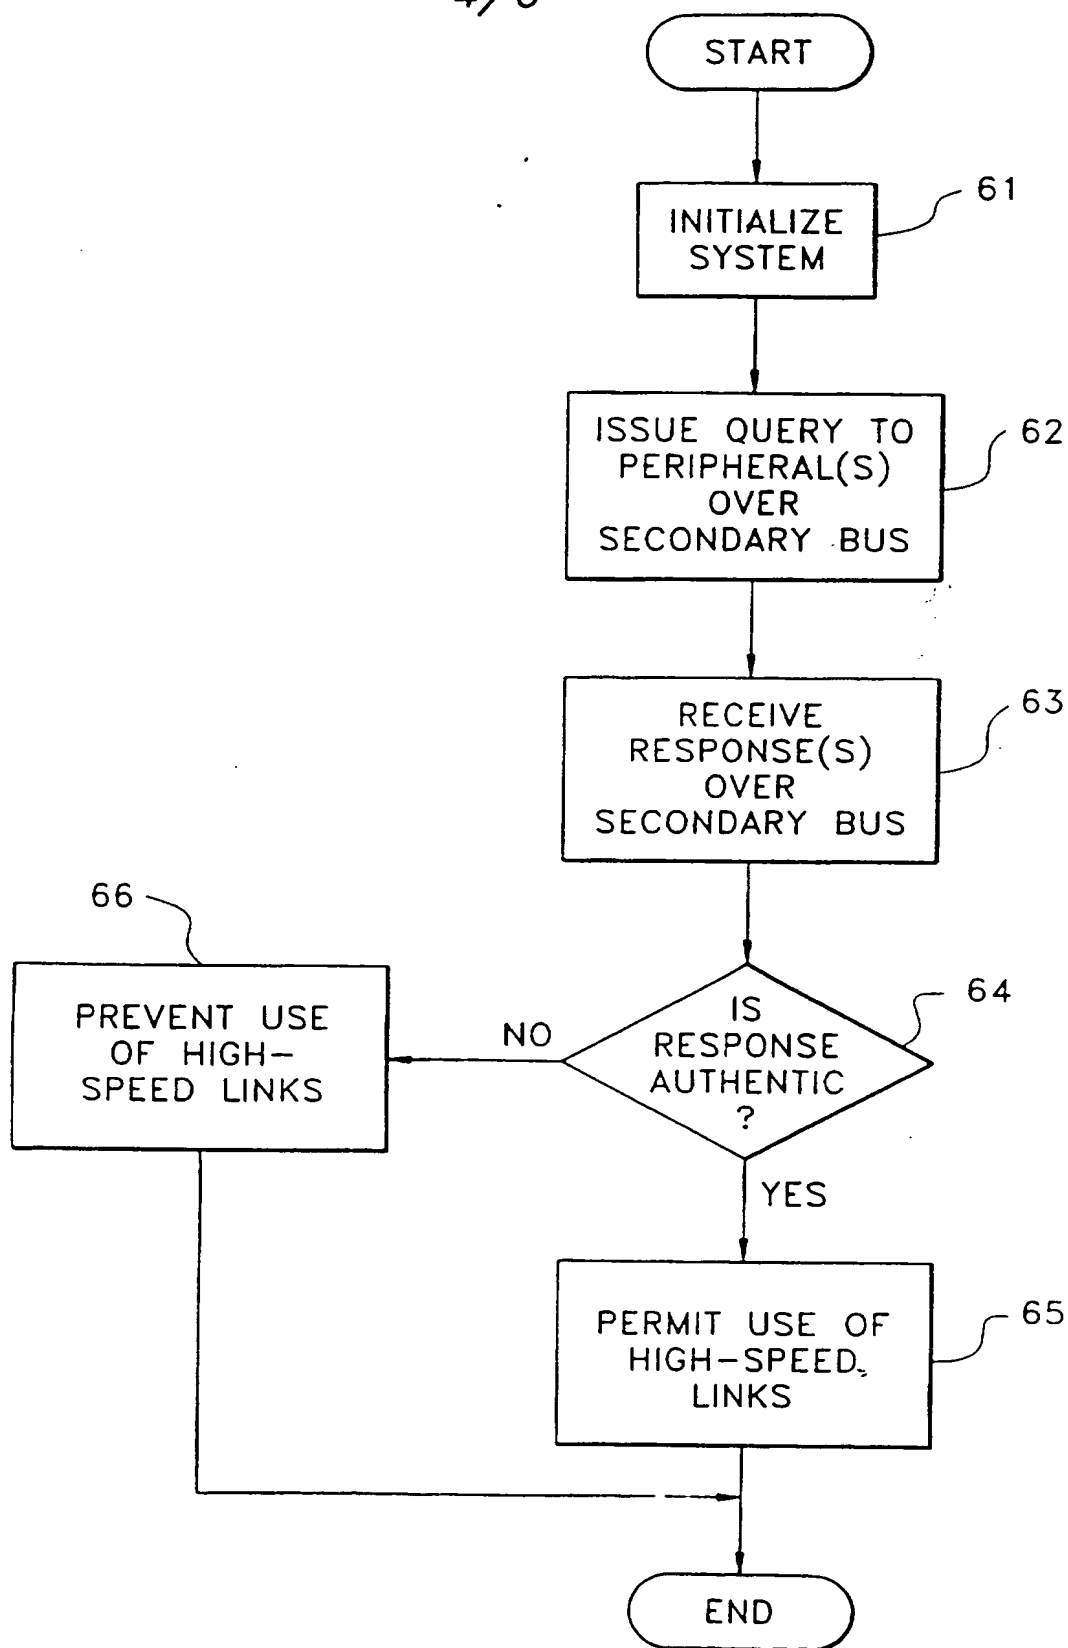 START
61
INITIALIZE
SYSTEM
62
ISSUE QUERY TO
PERIPHERAL(S)
OVER
SECONDARY BUS
63
RECEIVE
RESPONSE(S)
OVER
SECONDARY BUS
66
PREVENT USE
OF HIGH-
SPEED LINKS
NO
64
IS
RESPONSE
AUTHENTIC
?
YES
65
PERMIT USE OF
HIGH-SPEED
LINKS
END